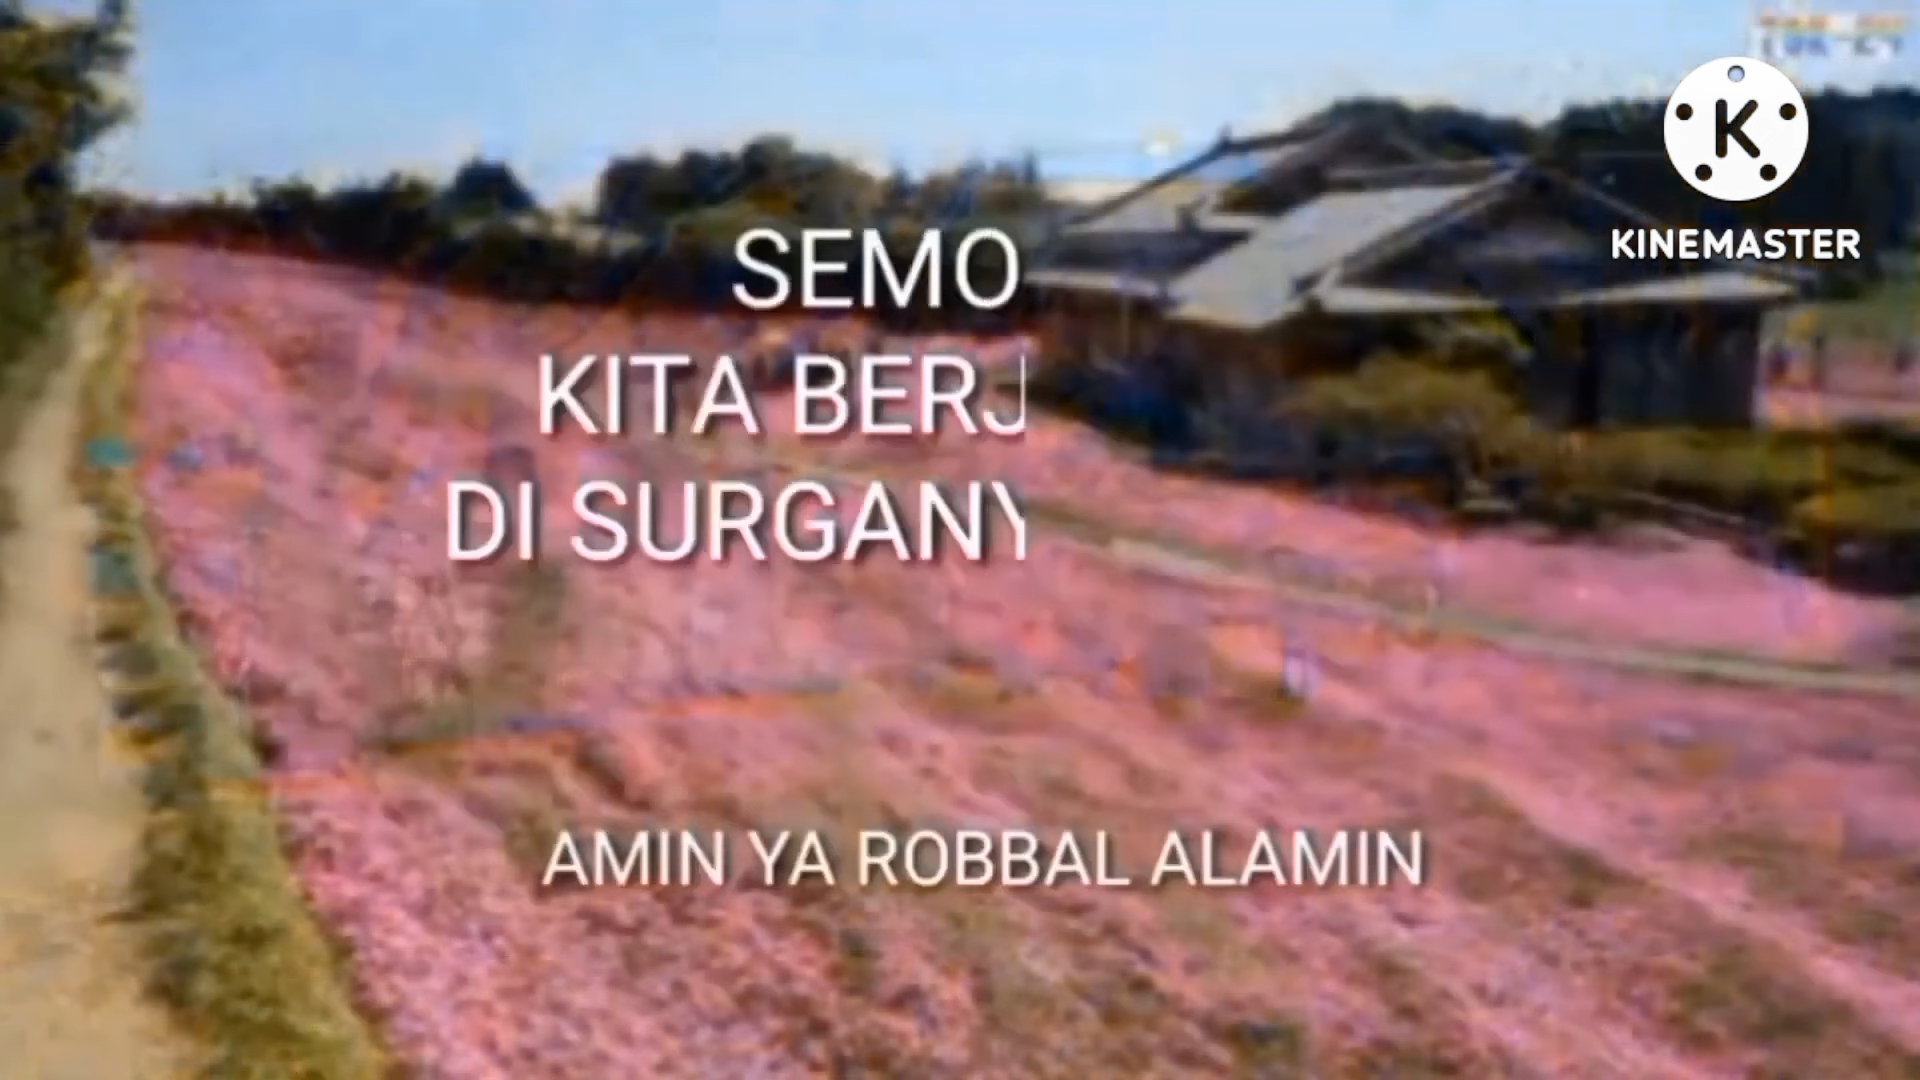 SEMO
KITA BERJ
DI SURGANY
AMIN YA ROBBAL ALAMIN
K
KINEMASTER